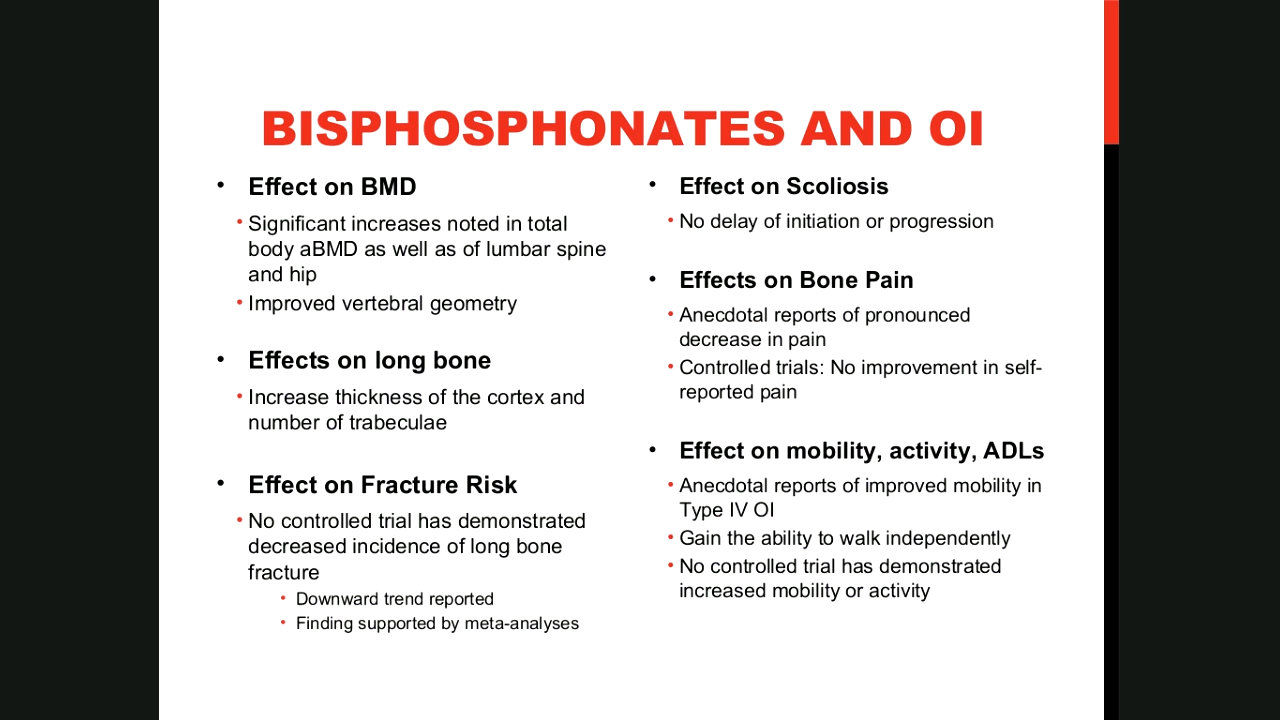 BISPHOSPHONATES AND OI
• Effect on BMD
• Significant increases noted in total
body aBMD as well as of lumbar spine
and hip
• Improved vertebral geometry
• Effects on long bone
• Increase thickness of the cortex and
number of trabeculae
• Effect on Fracture Risk
• No controlled trial has demonstrated
decreased incidence of long bone
fracture
• Downward trend reported
• Finding supported by meta-analyses
• Effect on Scoliosis
• No delay of initiation or progression
• Effects on Bone Pain
• Anecdotal reports of pronounced
decrease in pain
• Controlled trials: No improvement in self-
reported pain
• Effect on mobility, activity, ADLs
• Anecdotal reports of improved mobility in
Type IV OI
• Gain the ability to walk independently
• No controlled trial has demonstrated
increased mobility or activity